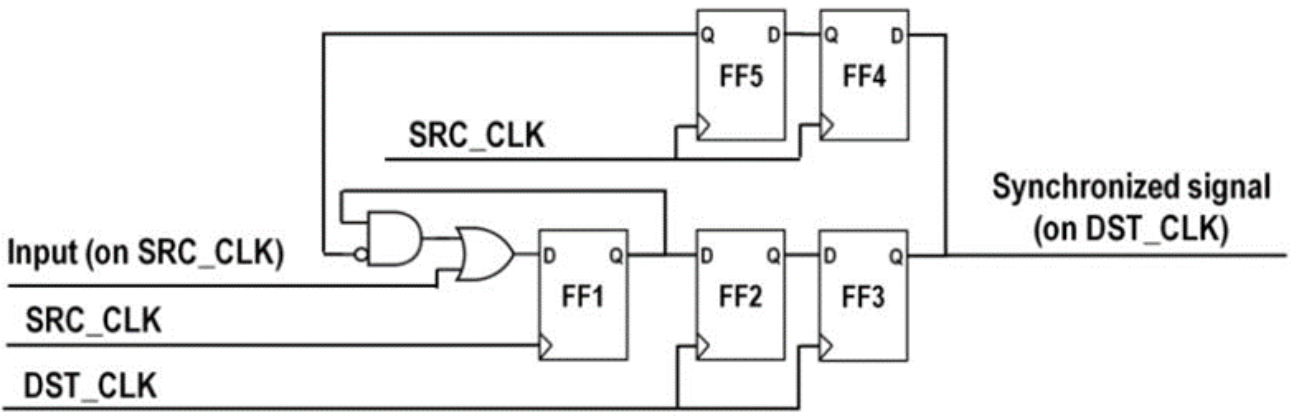 Q D Q D
FF5 FF4
SRC_CLK
Synchronized signal
(on DST_CLK)
Input (on SRC_CLK)
D Q D Q D Q
FF1 FF2 FF3
SRC_CLK
DST_CLK